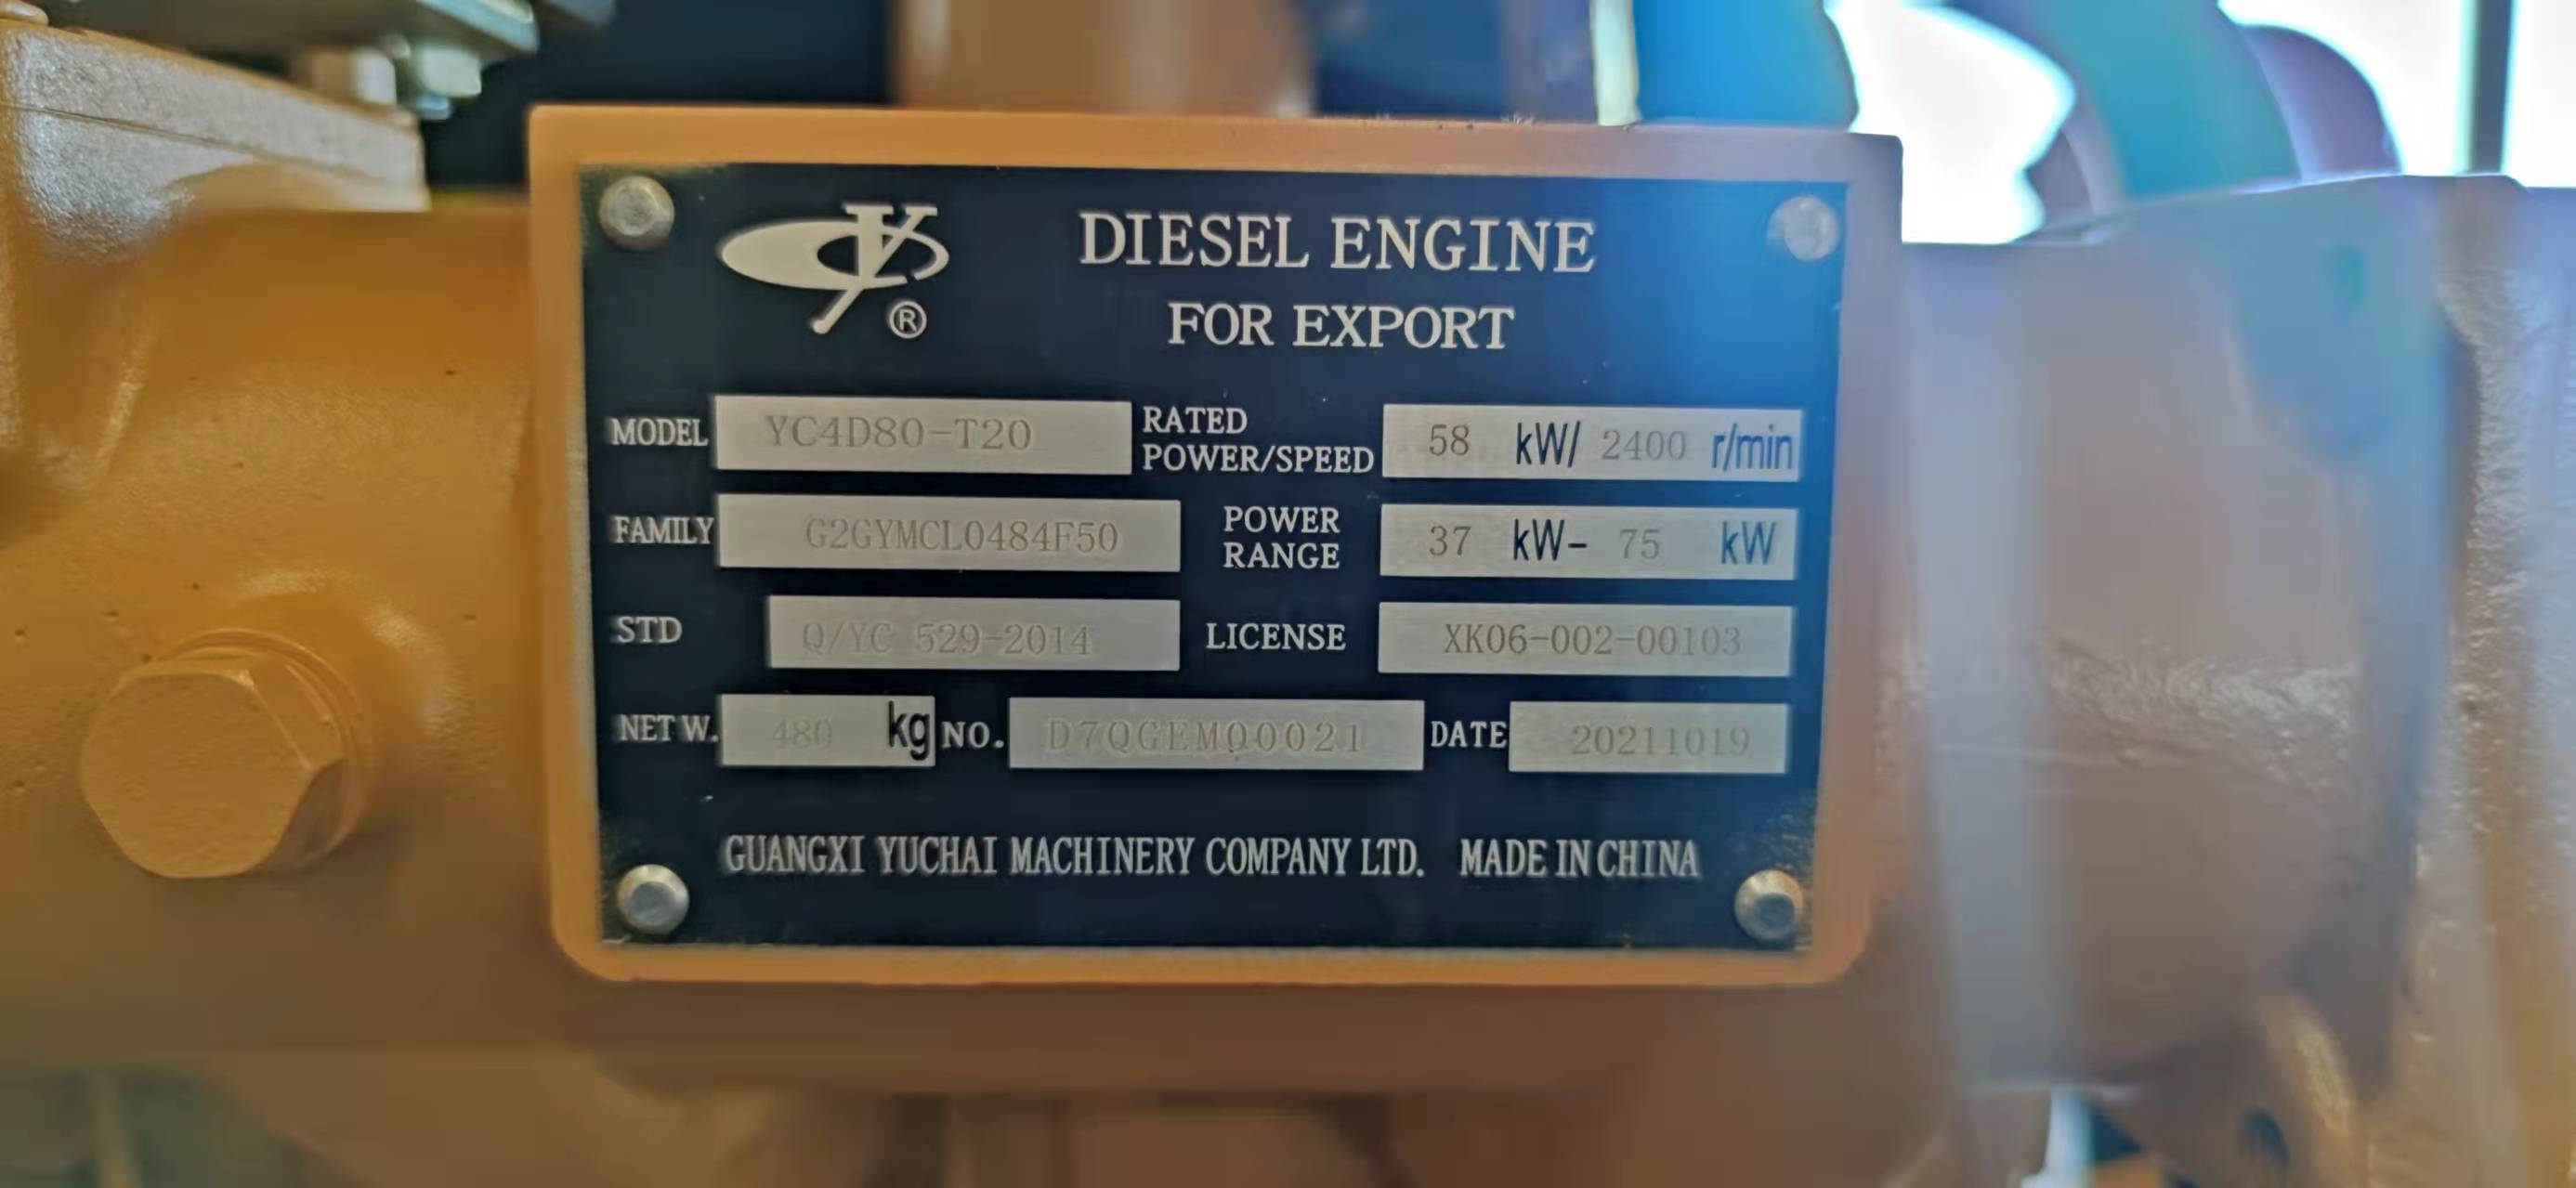 Y
®
DIESEL ENGINE
FOR EXPORT
MODEL YC4D80-T20 RATED POWER/SPEED 58 kW/ 2400 r/min
FAMILY G2GYMCL0484F50 POWER RANGE 37 kW- 75 kW
STD Q/YC 529-2014 LICENSE XK06-002-00103
NET W. 480 kg NO. D7QGEMQ0021 DATE 20211019
GUANGXI YUCHAI MACHINERY COMPANY LTD. MADE IN CHINA